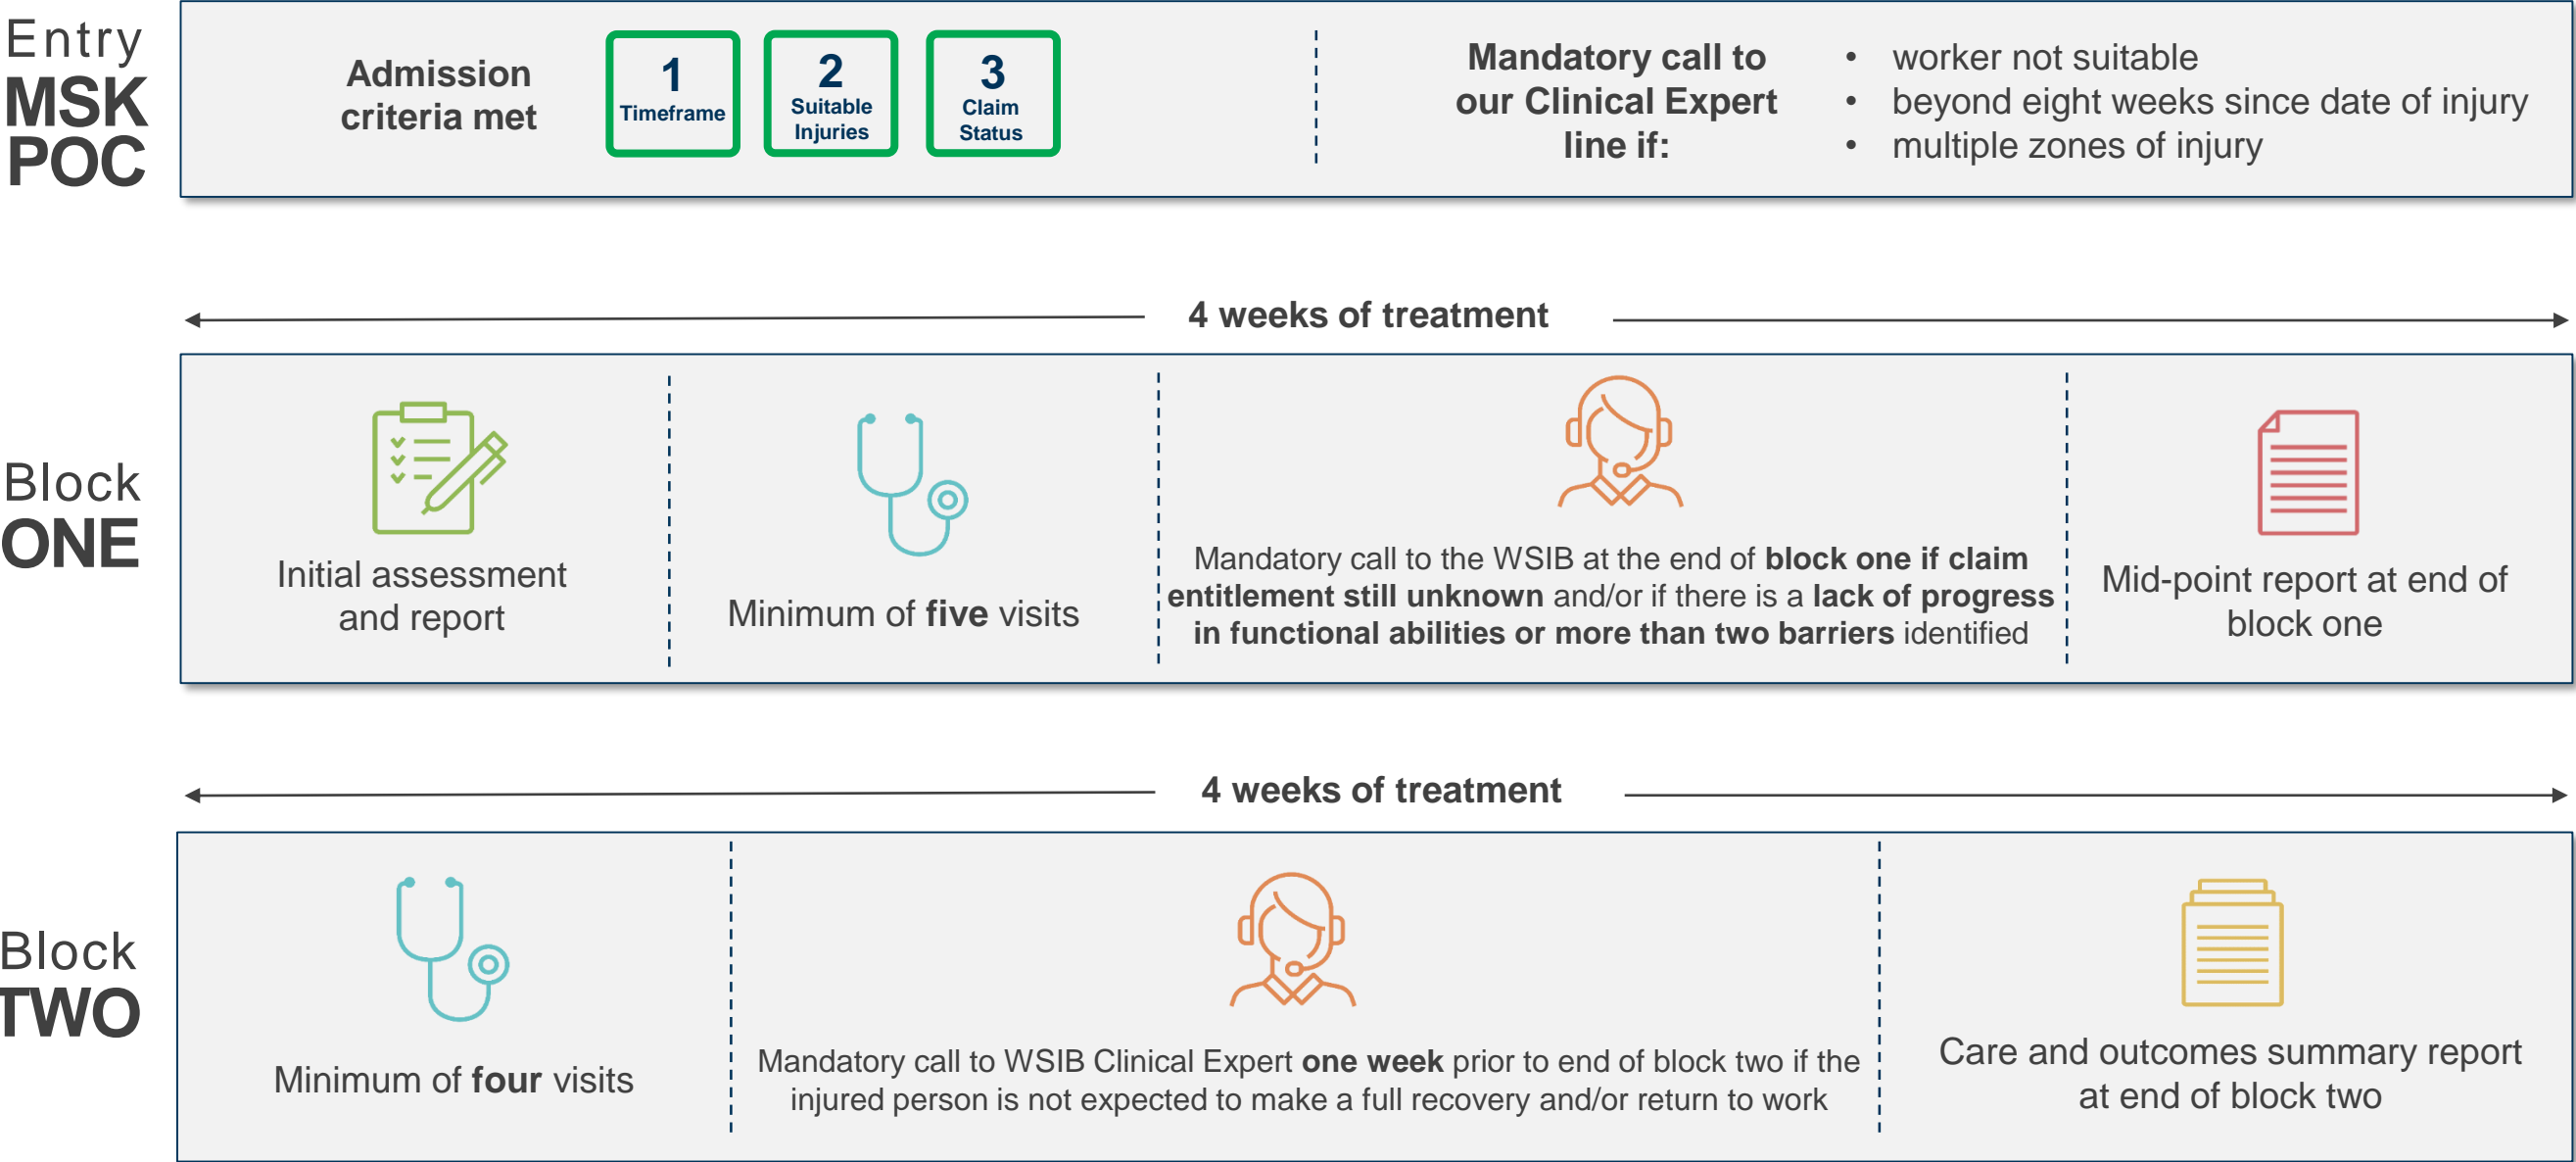 Entry
MSK
POC
Admission
criteria met
1
Timeframe
2
Suitable
Injuries
3
Claim
Status
Mandatory call to
our Clinical Expert
line if:
• worker not suitable
• beyond eight weeks since date of injury
• multiple zones of injury
4 weeks of treatment
Block
ONE
Initial assessment
and report
Minimum of five visits
Mandatory call to the WSIB at the end of block one if claim
entitlement still unknown and/or if there is a lack of progress
in functional abilities or more than two barriers identified
Mid-point report at end of
block one
4 weeks of treatment
Block
TWO
Minimum of four visits
Mandatory call to WSIB Clinical Expert one week prior to end of block two if the
injured person is not expected to make a full recovery and/or return to work
Care and outcomes summary report
at end of block two